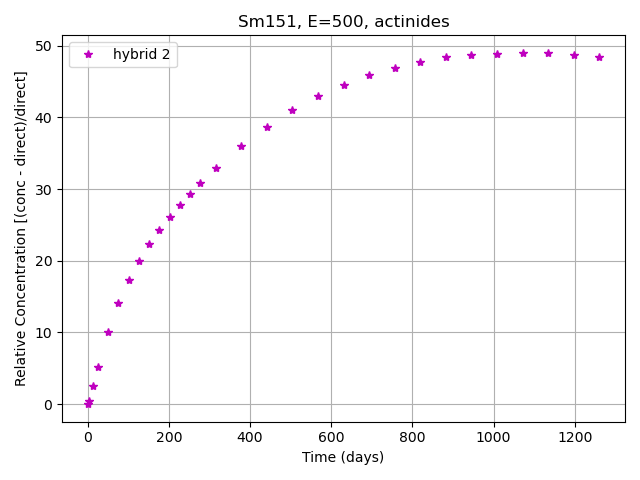 Sm151, E=500, actinides
hybrid 2
Relative Concentration [(conc - direct)/direct]
50
40
30
20
10
0
0 200 400 600 800 1000 1200
Time (days)